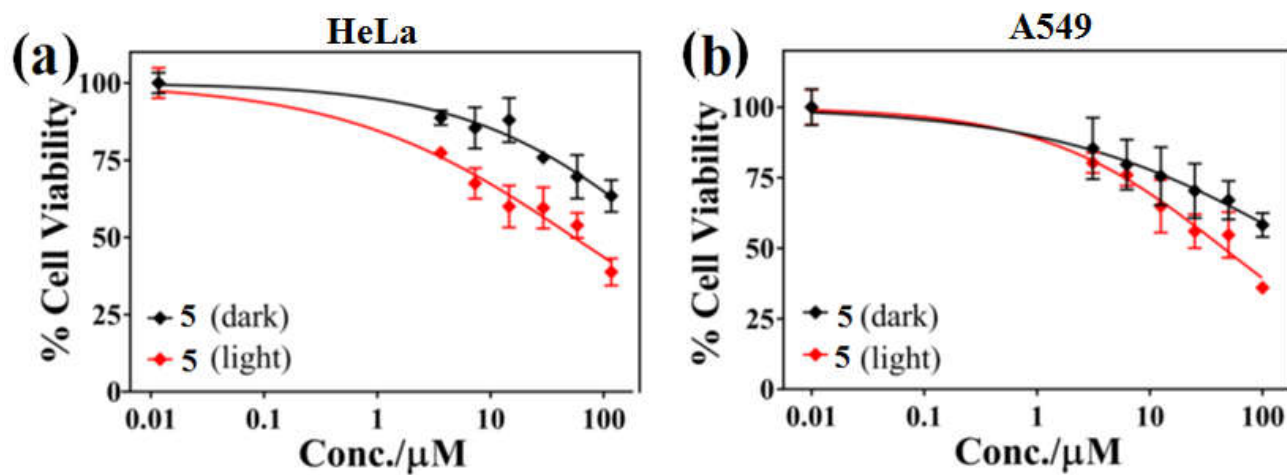 (a)
HeLa
% Cell Viability
100
75
50
25
0
5 (dark)
5 (light)
0.01 0.1 1 10 100
Conc./μM
(b)
A549
% Cell Viability
100
75
50
25
0
5 (dark)
5 (light)
0.01 0.1 1 10 100
Conc./μM